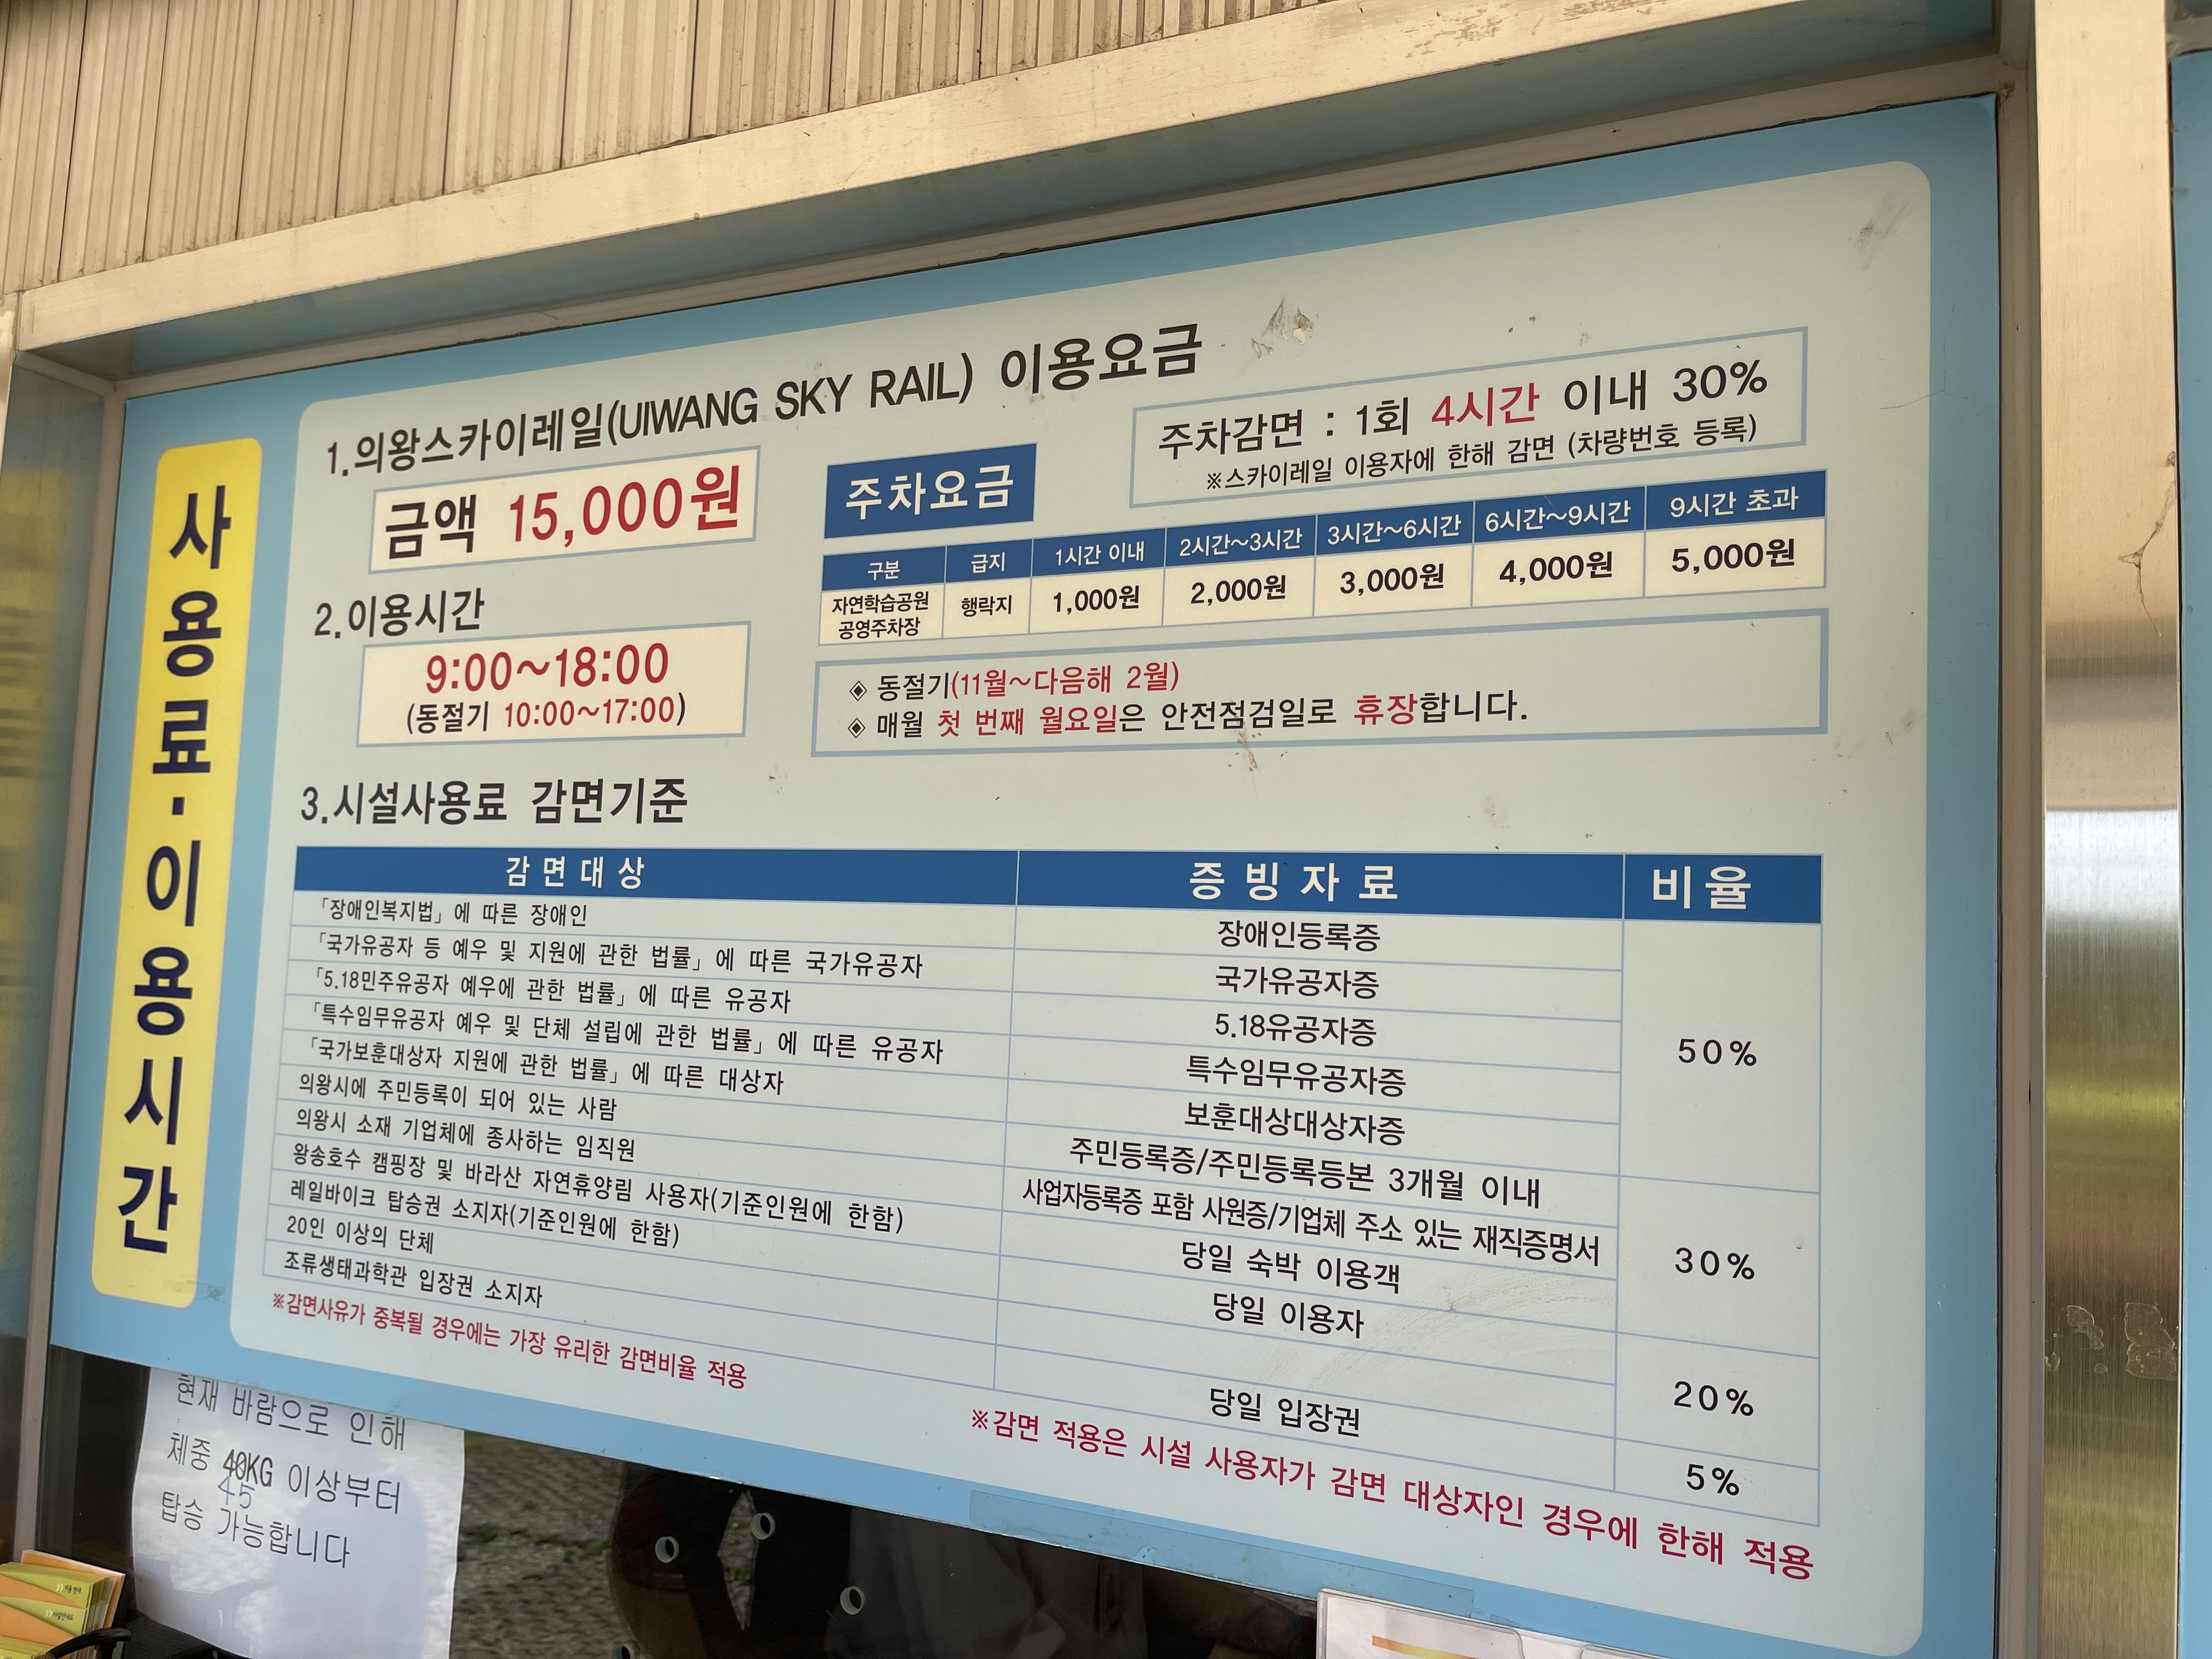 사용료·이용시간
1.의왕스카이레일(UIWANG SKY RAIL) 이용요금
금액 15,000원
주차감면 : 1회 4시간 이내 30%
※스카이레일 이용자에 한해 감면 (차량번호 등록)
주차요금
구분 급지 1시간 이내 2시간~3시간 3시간~6시간 6시간~9시간 9시간 초과
자연학습공원 공영주차장 행락지 1,000원 2,000원 3,000원 4,000원 5,000원
2.이용시간
9:00~18:00
(동절기 10:00~17:00)
◈ 동절기(11월~다음해 2월)
◈ 매월 첫 번째 월요일은 안전점검일로 휴장합니다.
3.시설사용료 감면기준
감면대상 증빙자료 비율
「장애인복지법」에 따른 장애인 장애인등록증
「국가유공자 등 예우 및 지원에 관한 법률」에 따른 국가유공자 국가유공자증
「5.18민주유공자 예우에 관한 법률」에 따른 유공자 5.18유공자증 50%
「특수임무유공자 예우 및 단체 설립에 관한 법률」에 따른 유공자 특수임무유공자증
「국가보훈대상자 지원에 관한 법률」에 따른 대상자 보훈대상대상자증
의왕시에 주민등록이 되어 있는 사람 주민등록증/주민등록등본 3개월 이내
의왕시 소재 기업체에 종사하는 임직원 사업자등록증 포함 사원증/기업체 주소 있는 재직증명서 30%
왕송호수 캠핑장 및 바라산 자연휴양림 사용자(기준인원에 한함) 당일 숙박 이용객
레일바이크 탑승권 소지자(기준인원에 한함) 당일 이용자
20인 이상의 단체 20%
조류생태과학관 입장권 소지자 당일 입장권 5%
※감면사유가 중복될 경우에는 가장 유리한 감면비율 적용
※감면 적용은 시설 사용자가 감면 대상자인 경우에 한해 적용
현재 바람으로 인해
체중 40KG 이상부터
45
탑승 가능합니다